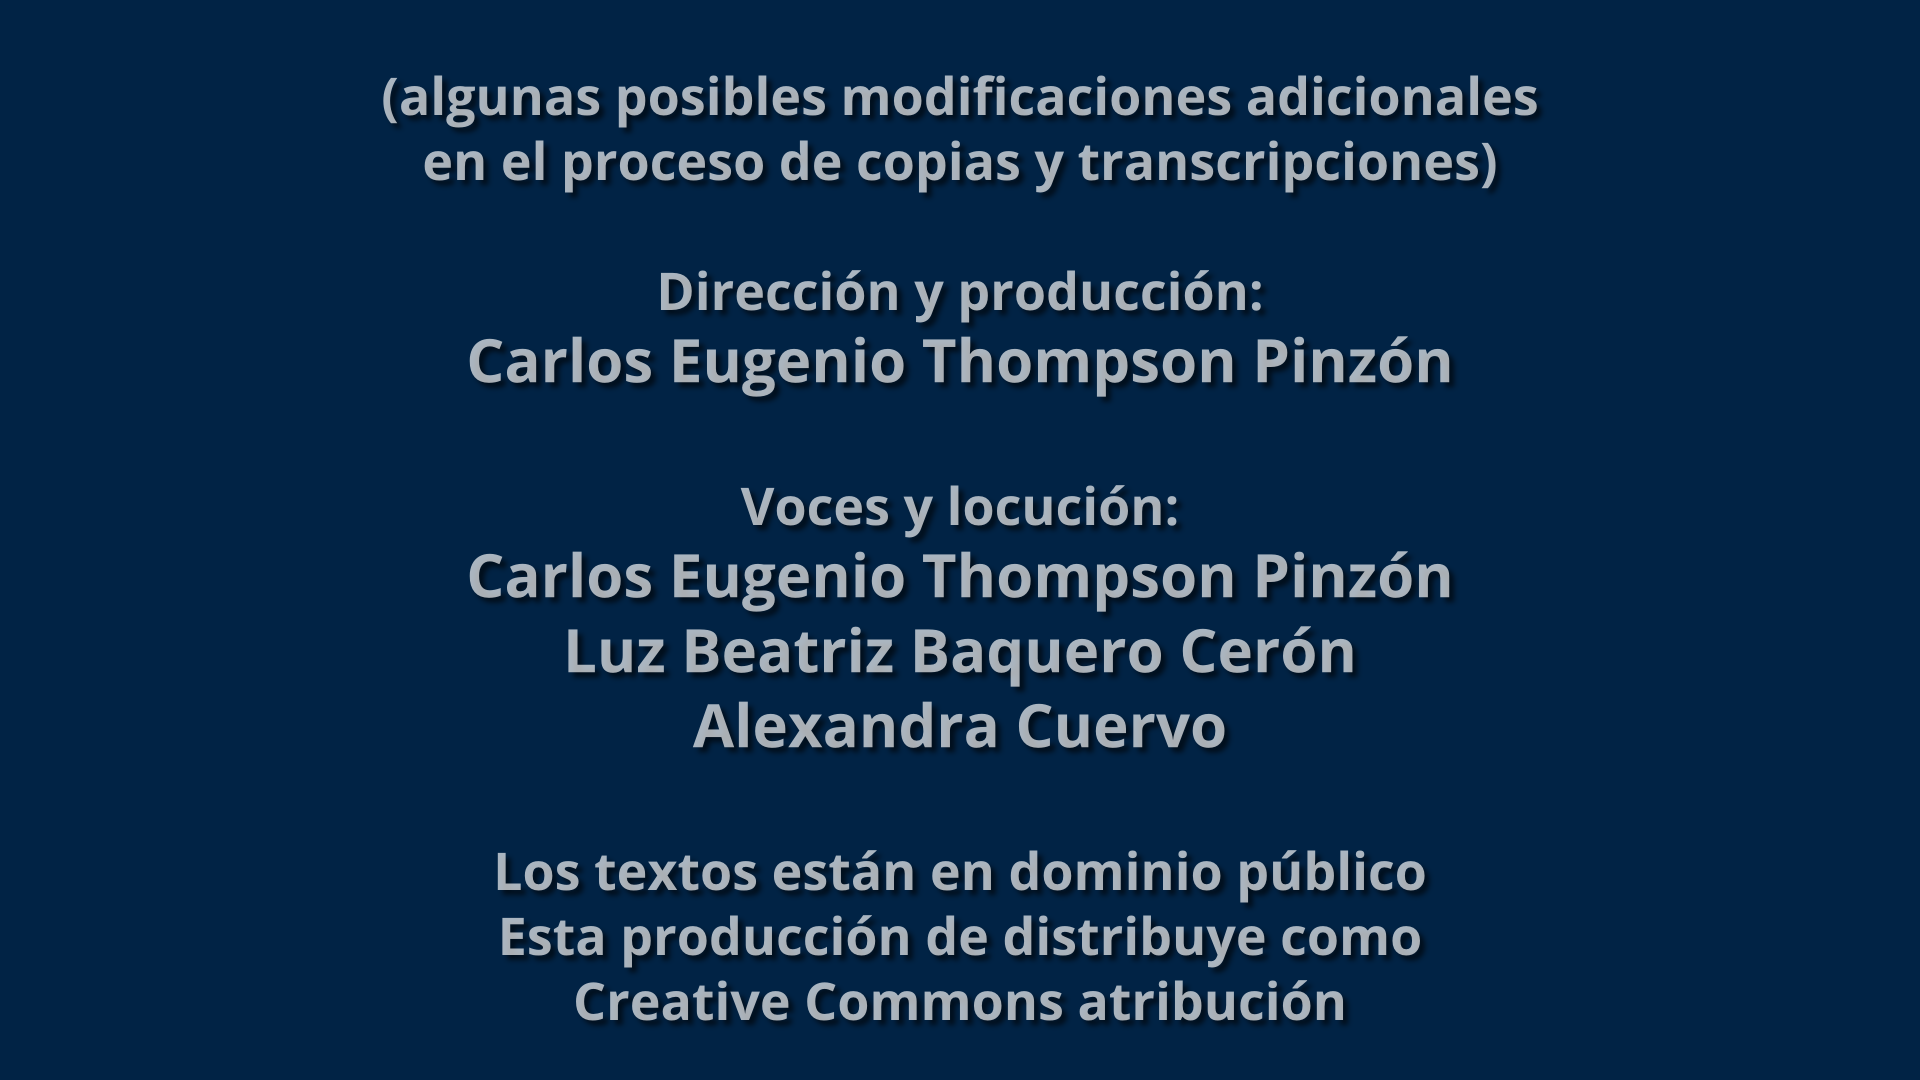 (algunas posibles modificaciones adicionales
en el proceso de copias y transcripciones)
Dirección y producción:
Carlos Eugenio Thompson Pinzón
Voces y locución:
Carlos Eugenio Thompson Pinzón
Luz Beatriz Baquero Cerón
Alexandra Cuervo
Los textos están en dominio público
Esta producción de distribuye como
Creative Commons atribución